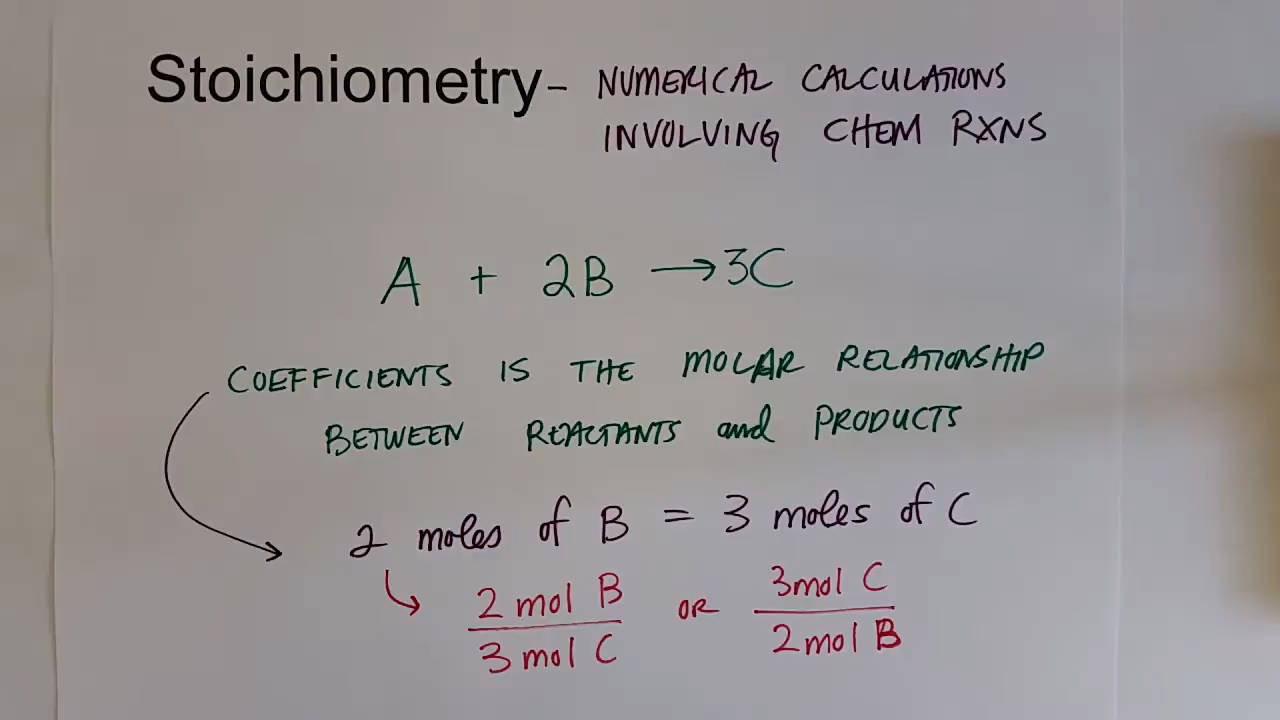 Stoichiometry - NUMERICAL CALCULATIONS
INVOLVING CHEM RXNS
A + 2B → 3C
COEFFICIENTS IS THE MOLAR RELATIONSHIP
BETWEEN REACTANTS and PRODUCTS
2 moles of B = 3 moles of C
2 mol B OR 3 mol C
3 mol C 2 mol B